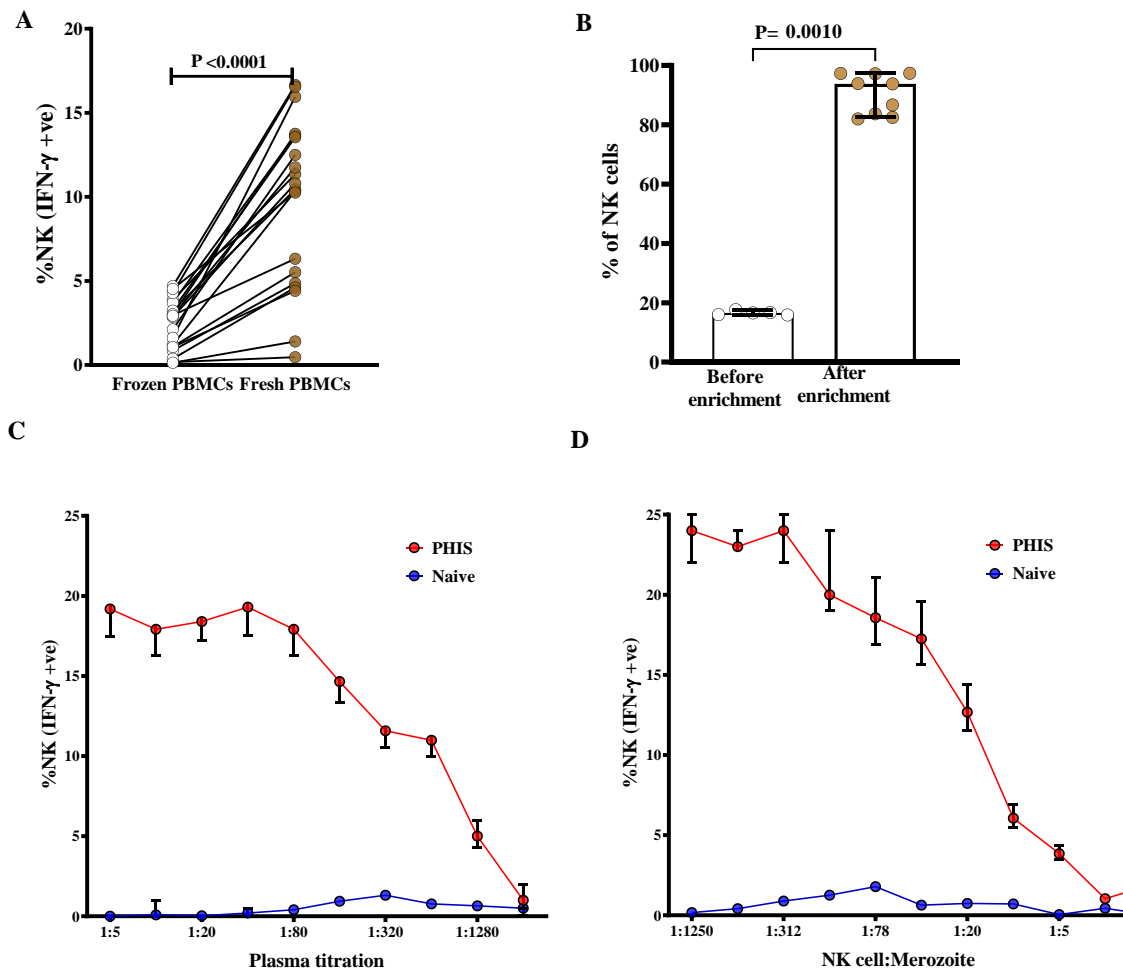 A
P <0.0001
20
15
10
5
0
%NK (IFN-γ +ve)
Frozen PBMCs Fresh PBMCs
B
P= 0.0010
100
80
60
40
20
0
% of NK cells
Before
enrichment
After
enrichment
C
25
20
15
10
5
0
%NK (IFN-γ +ve)
PHIS
Naive
1:5 1:20 1:80 1:320 1:1280
Plasma titration
D
25
20
15
10
5
0
%NK (IFN-γ +ve)
PHIS
Naive
1:1250 1:312 1:78 1:20 1:5
NK cell:Merozoite